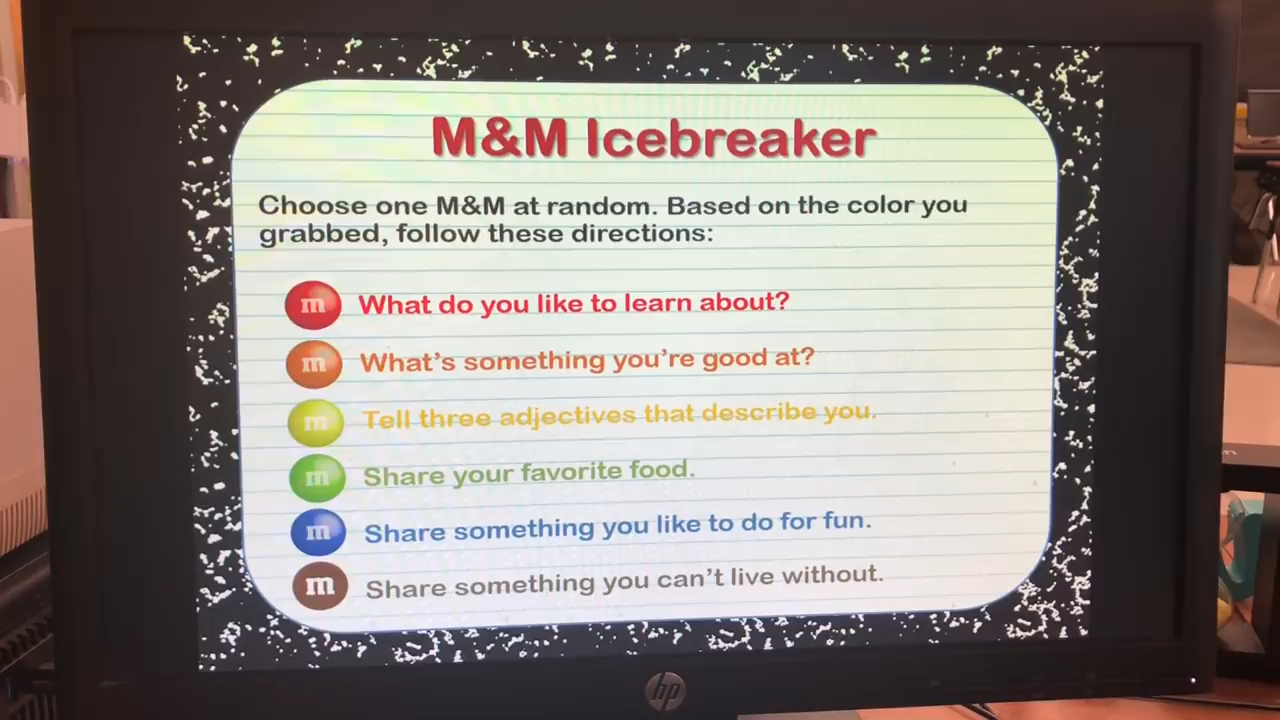 M&M Icebreaker
Choose one M&M at random. Based on the color you
grabbed, follow these directions:
m What do you like to learn about?
m What's something you're good at?
m Tell three adjectives that describe you.
m Share your favorite food.
m Share something you like to do for fun.
m Share something you can't live without.
hp